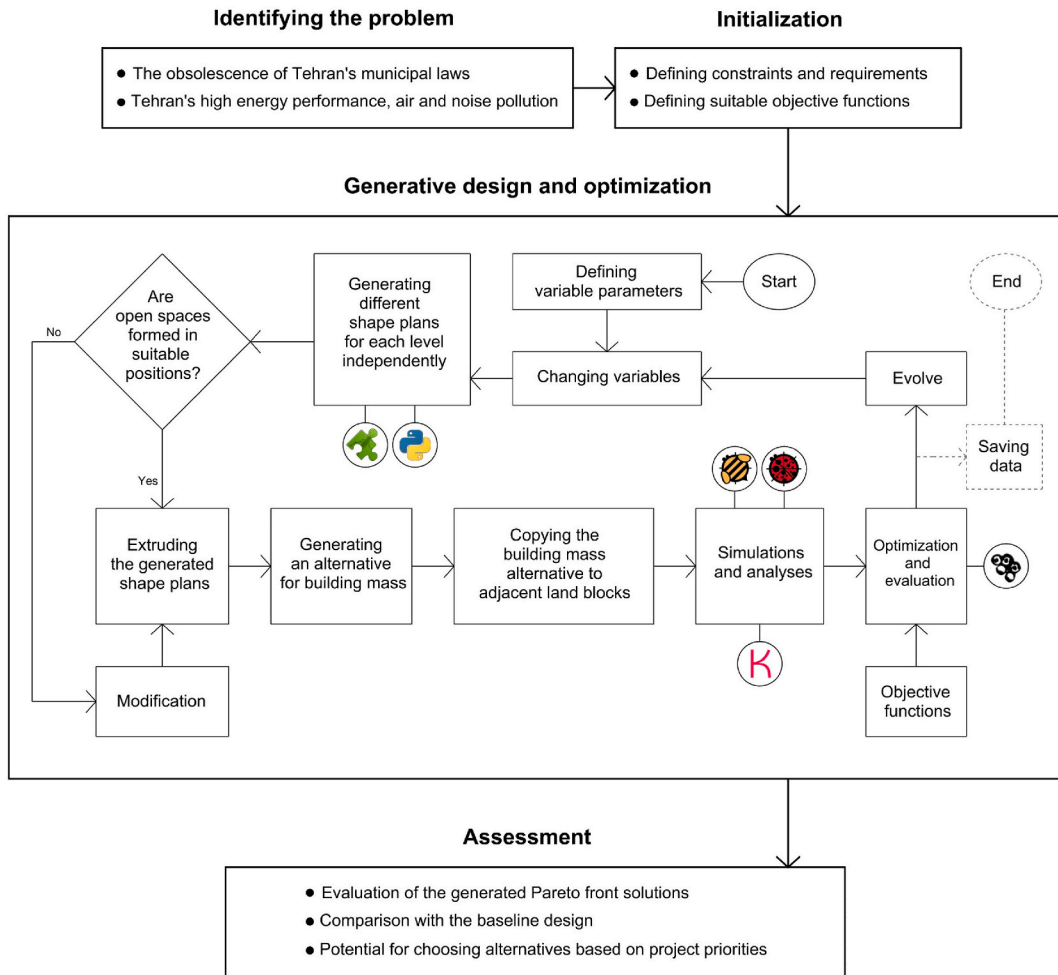 Identifying the problem
Initialization
● The obsolescence of Tehran's municipal laws
● Tehran's high energy performance, air and noise pollution
● Defining constraints and requirements
● Defining suitable objective functions
Generative design and optimization
Are
open spaces
formed in
suitable
positions?
No
Yes
Generating
different
shape plans
for each level
independently
Defining
variable parameters
Start
End
Changing variables
Evolve
Saving
data
Extruding
the generated
shape plans
Generating
an alternative
for building mass
Copying the
building mass
alternative to
adjacent land blocks
Simulations
and analyses
Optimization
and
evaluation
K
Modification
Objective
functions
Assessment
● Evaluation of the generated Pareto front solutions
● Comparison with the baseline design
● Potential for choosing alternatives based on project priorities